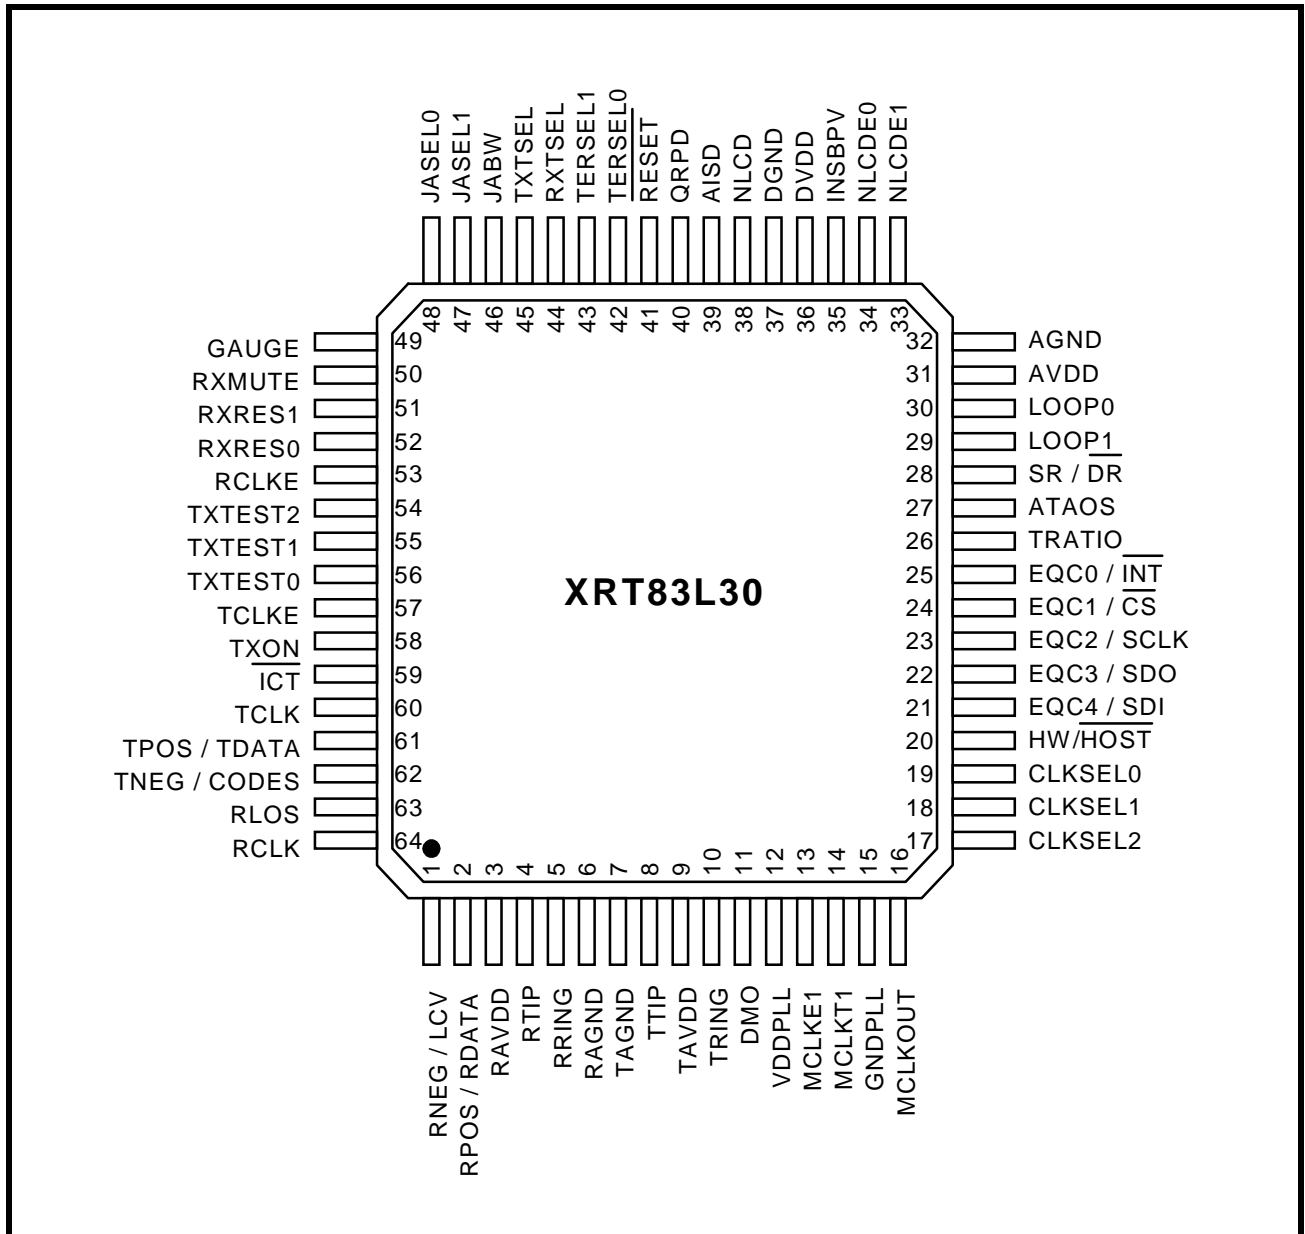 JASEL0
JASEL1
JABW
TXTSEL
RXTSEL
TERSEL1
TERSEL0
RESET
QRPD
AISD
NLCD
DGND
DVDD
INSBPV
NLCDE0
NLCDE1
48
47
46
45
44
43
42
41
40
39
38
37
36
35
34
33
GAUGE 49
RXMUTE 50
RXRES1 51
RXRES0 52
RCLKE 53
TXTEST2 54
TXTEST1 55
TXTEST0 56
TCLKE 57
TXON 58
ICT 59
TCLK 60
TPOS / TDATA 61
TNEG / CODES 62
RLOS 63
RCLK 64
XRT83L30
32 AGND
31 AVDD
30 LOOP0
29 LOOP1
28 SR / DR
27 ATAOS
26 TRATIO
25 EQC0 / INT
24 EQC1 / CS
23 EQC2 / SCLK
22 EQC3 / SDO
21 EQC4 / SDI
20 HW/HOST
19 CLKSEL0
18 CLKSEL1
17 CLKSEL2
1
2
3
4
5
6
7
8
9
10
11
12
13
14
15
16
RNEG / LCV
RPOS / RDATA
RAVDD
RTIP
RRING
RAGND
TAGND
TTIP
TAVDD
TRING
DMO
VDDPLL
MCLKE1
MCLKT1
GNDPLL
MCLKOUT